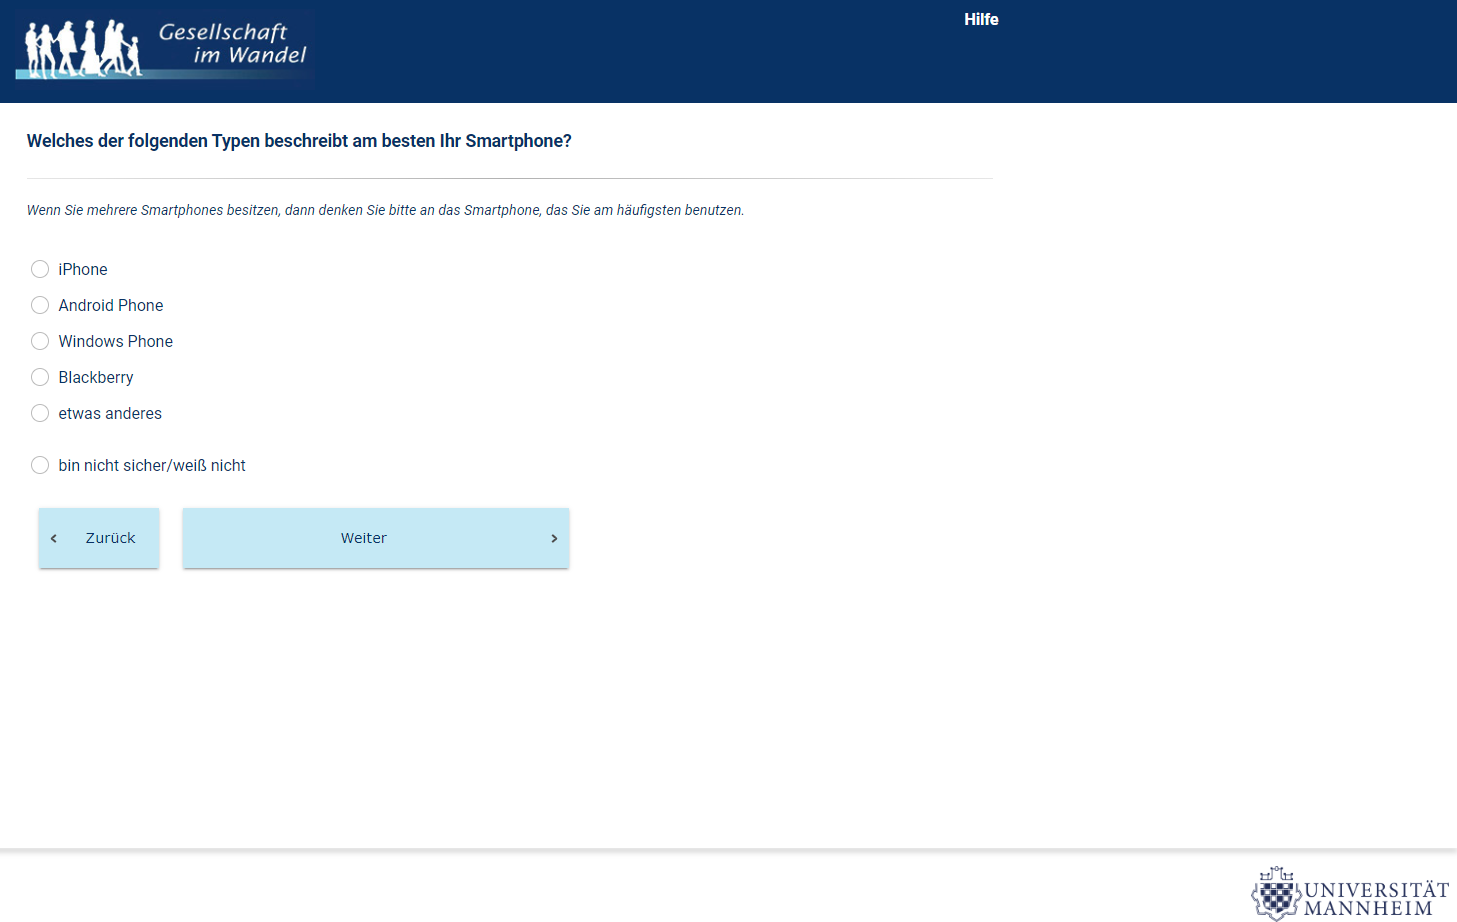 Gesellschaft
im Wandel
Hilfe
Welches der folgenden Typen beschreibt am besten Ihr Smartphone?
Wenn Sie mehrere Smartphones besitzen, dann denken Sie bitte an das Smartphone, das Sie am häufigsten benutzen.
iPhone
Android Phone
Windows Phone
Blackberry
etwas anderes
bin nicht sicher/weiß nicht
Zurück
Weiter
UNIVERSITÄT
MANNHEIM